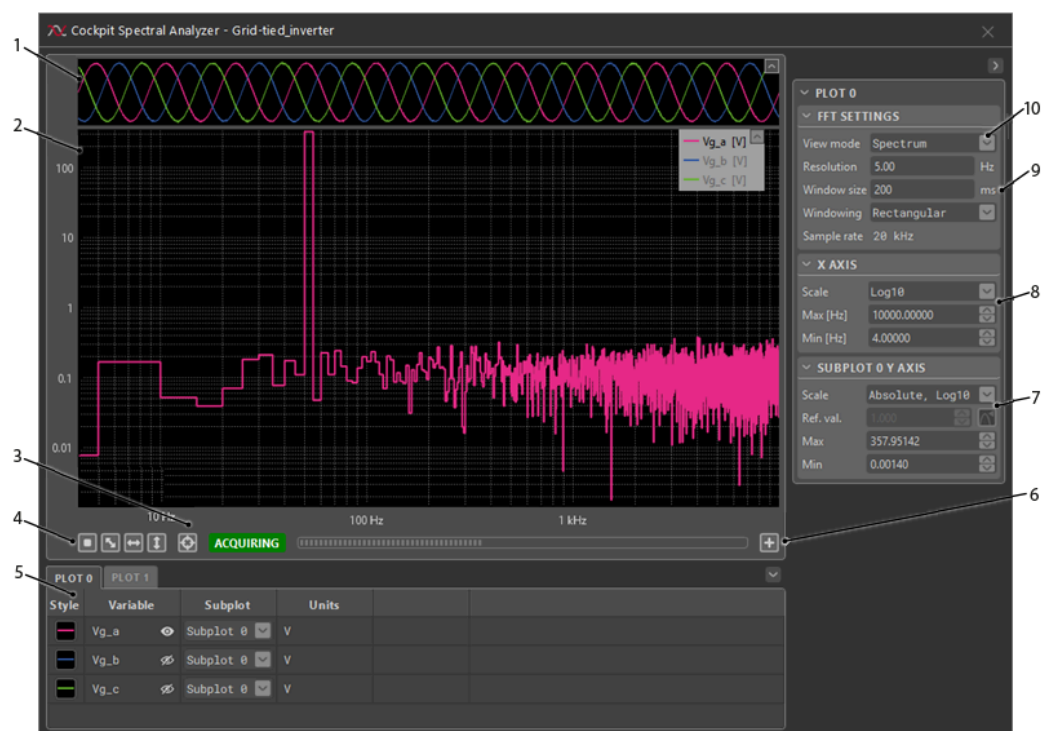 Cockpit Spectral Analyzer - Grid-tied_inverter
1
2
3
4
5
6
7
8
9
10
Vg_a [V]
Vg_b [V]
Vg_c [V]
100
10
1
0.1
0.01
10 Hz
100 Hz
1 kHz
ACQUIRING
PLOT 0
FFT SETTINGS
View mode Spectrum
Resolution 5.00 Hz
Window size 200 ms
Windowing Rectangular
Sample rate 20 kHz
X AXIS
Scale Log10
Max [Hz] 10000.00000
Min [Hz] 4.00000
SUBPLOT 0 Y AXIS
Scale Absolute, Log10
Ref. val. 1.000
Max 357.95142
Min 0.00140
PLOT 0 PLOT 1
Style Variable Subplot Units
Vg_a Subplot 0 V
Vg_b Subplot 0 V
Vg_c Subplot 0 V